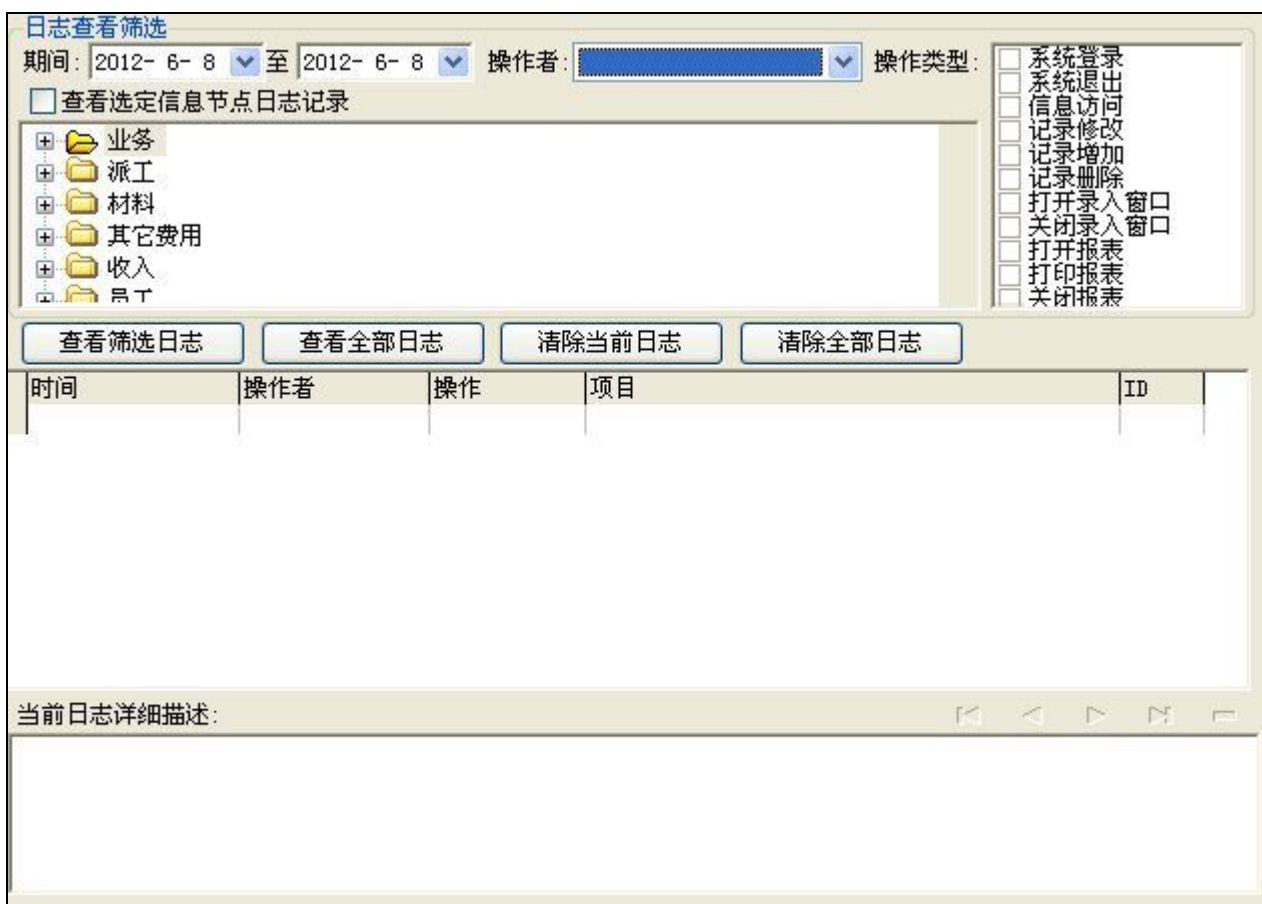 日志查看筛选
期间: 2012- 6- 8 至 2012- 6- 8 操作者: 操作类型:
系统登录
系统退出
信息访问
记录修改
记录增加
记录删除
打开录入窗口
关闭录入窗口
打开报表
打印报表
关闭报表
查看选定信息节点日志记录
业务
派工
材料
其它费用
收入
员工
查看筛选日志 查看全部日志 清除当前日志 清除全部日志
时间 操作者 操作 项目 ID
当前日志详细描述: